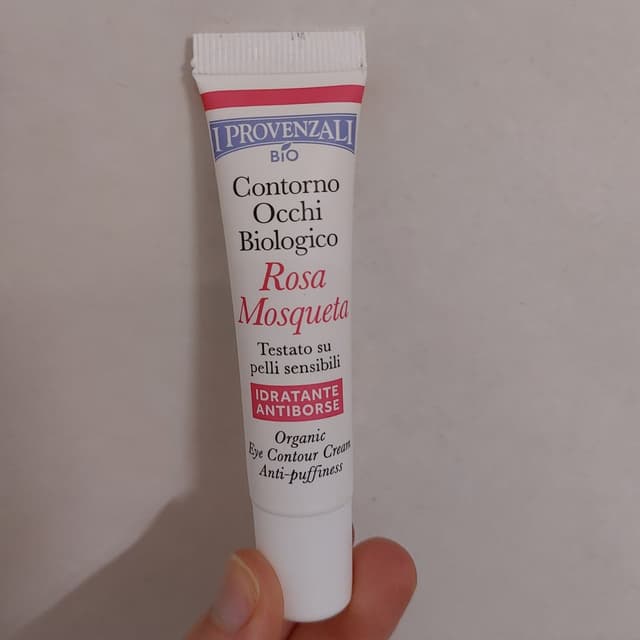 I PROVENZALI
BIO
Contorno
Occhi
Biologico
Rosa
Mosqueta
Testato su
pelli sensibili
IDRATANTE
ANTIBORSE
Organic
Eye Contour Cream
Anti-puffiness